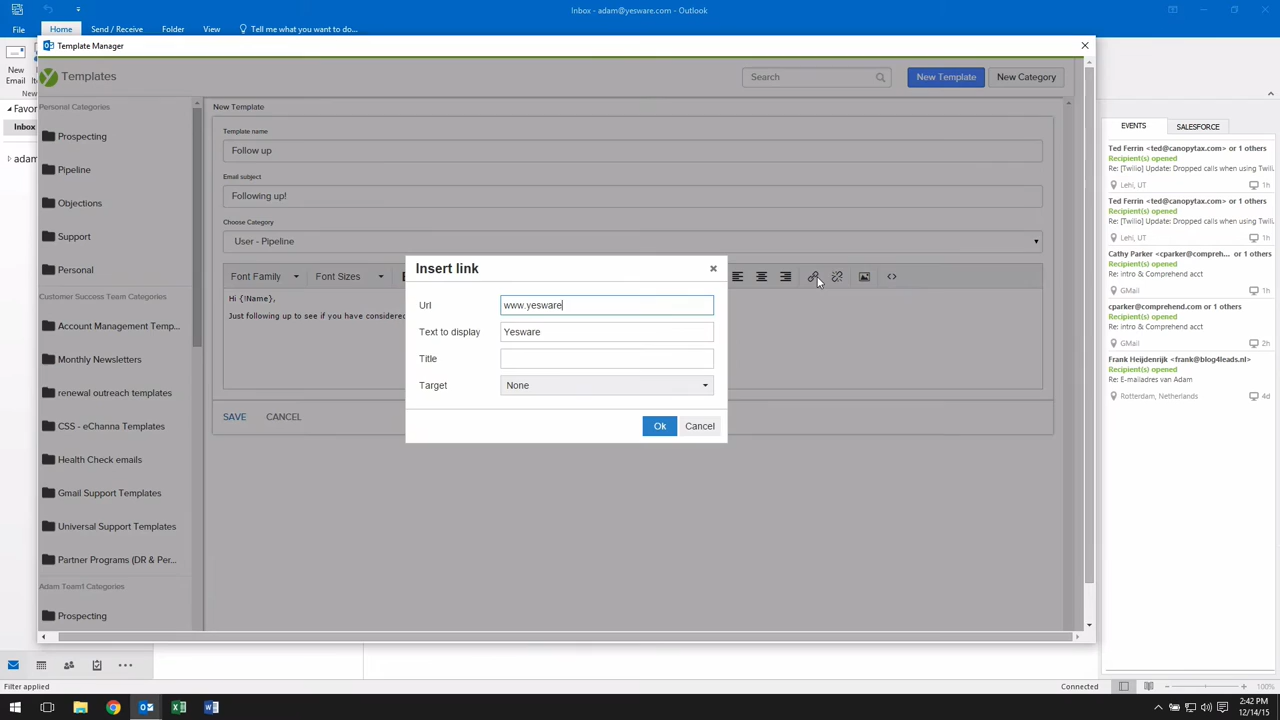 Inbox - adam@yesware.com - Outlook
File
Home
Send / Receive
Folder
View
Tell me what you want to do...
Template Manager
New
Email
New
Favor
Inbox
adam
Templates
Search
New Template
New Category
Personal Categories
Prospecting
Pipeline
Objections
Support
Personal
Customer Success Team Categories
Account Management Temp...
Monthly Newsletters
renewal outreach templates
CSS - eChanna Templates
Health Check emails
Gmail Support Templates
Universal Support Templates
Partner Programs (DR & Per...
Adam Team1 Categories
Prospecting
New Template
Template name
Follow up
Email subject
Following up!
Choose Category
User - Pipeline
Font Family
Font Sizes
Hi {!Name},
Just following up to see if you have considered
SAVE
CANCEL
Insert link
Url
www.yesware
Text to display
Yesware
Title
Target
None
Ok
Cancel
EVENTS
SALESFORCE
Ted Ferrin <ted@canopytax.com> or 1 others
Recipient(s) opened
Re: [Twilio] Update: Dropped calls when using Twili
Lehi, UT
1h
Ted Ferrin <ted@canopytax.com> or 1 others
Recipient(s) opened
Re: [Twilio] Update: Dropped calls when using Twili
Lehi, UT
1h
Cathy Parker <cparker@compreh... or 1 others
Recipient(s) opened
Re: intro & Comprehend acct
GMail
1h
cparker@comprehend.com or 1 others
Recipient(s) opened
Re: intro & Comprehend acct
GMail
2h
Frank Heijdenrijk <frank@blog4leads.nl>
Recipient(s) opened
Re: E-mailadres van Adam
Rotterdam, Netherlands
4d
Filter applied
Connected
100%
2:42 PM
12/14/15